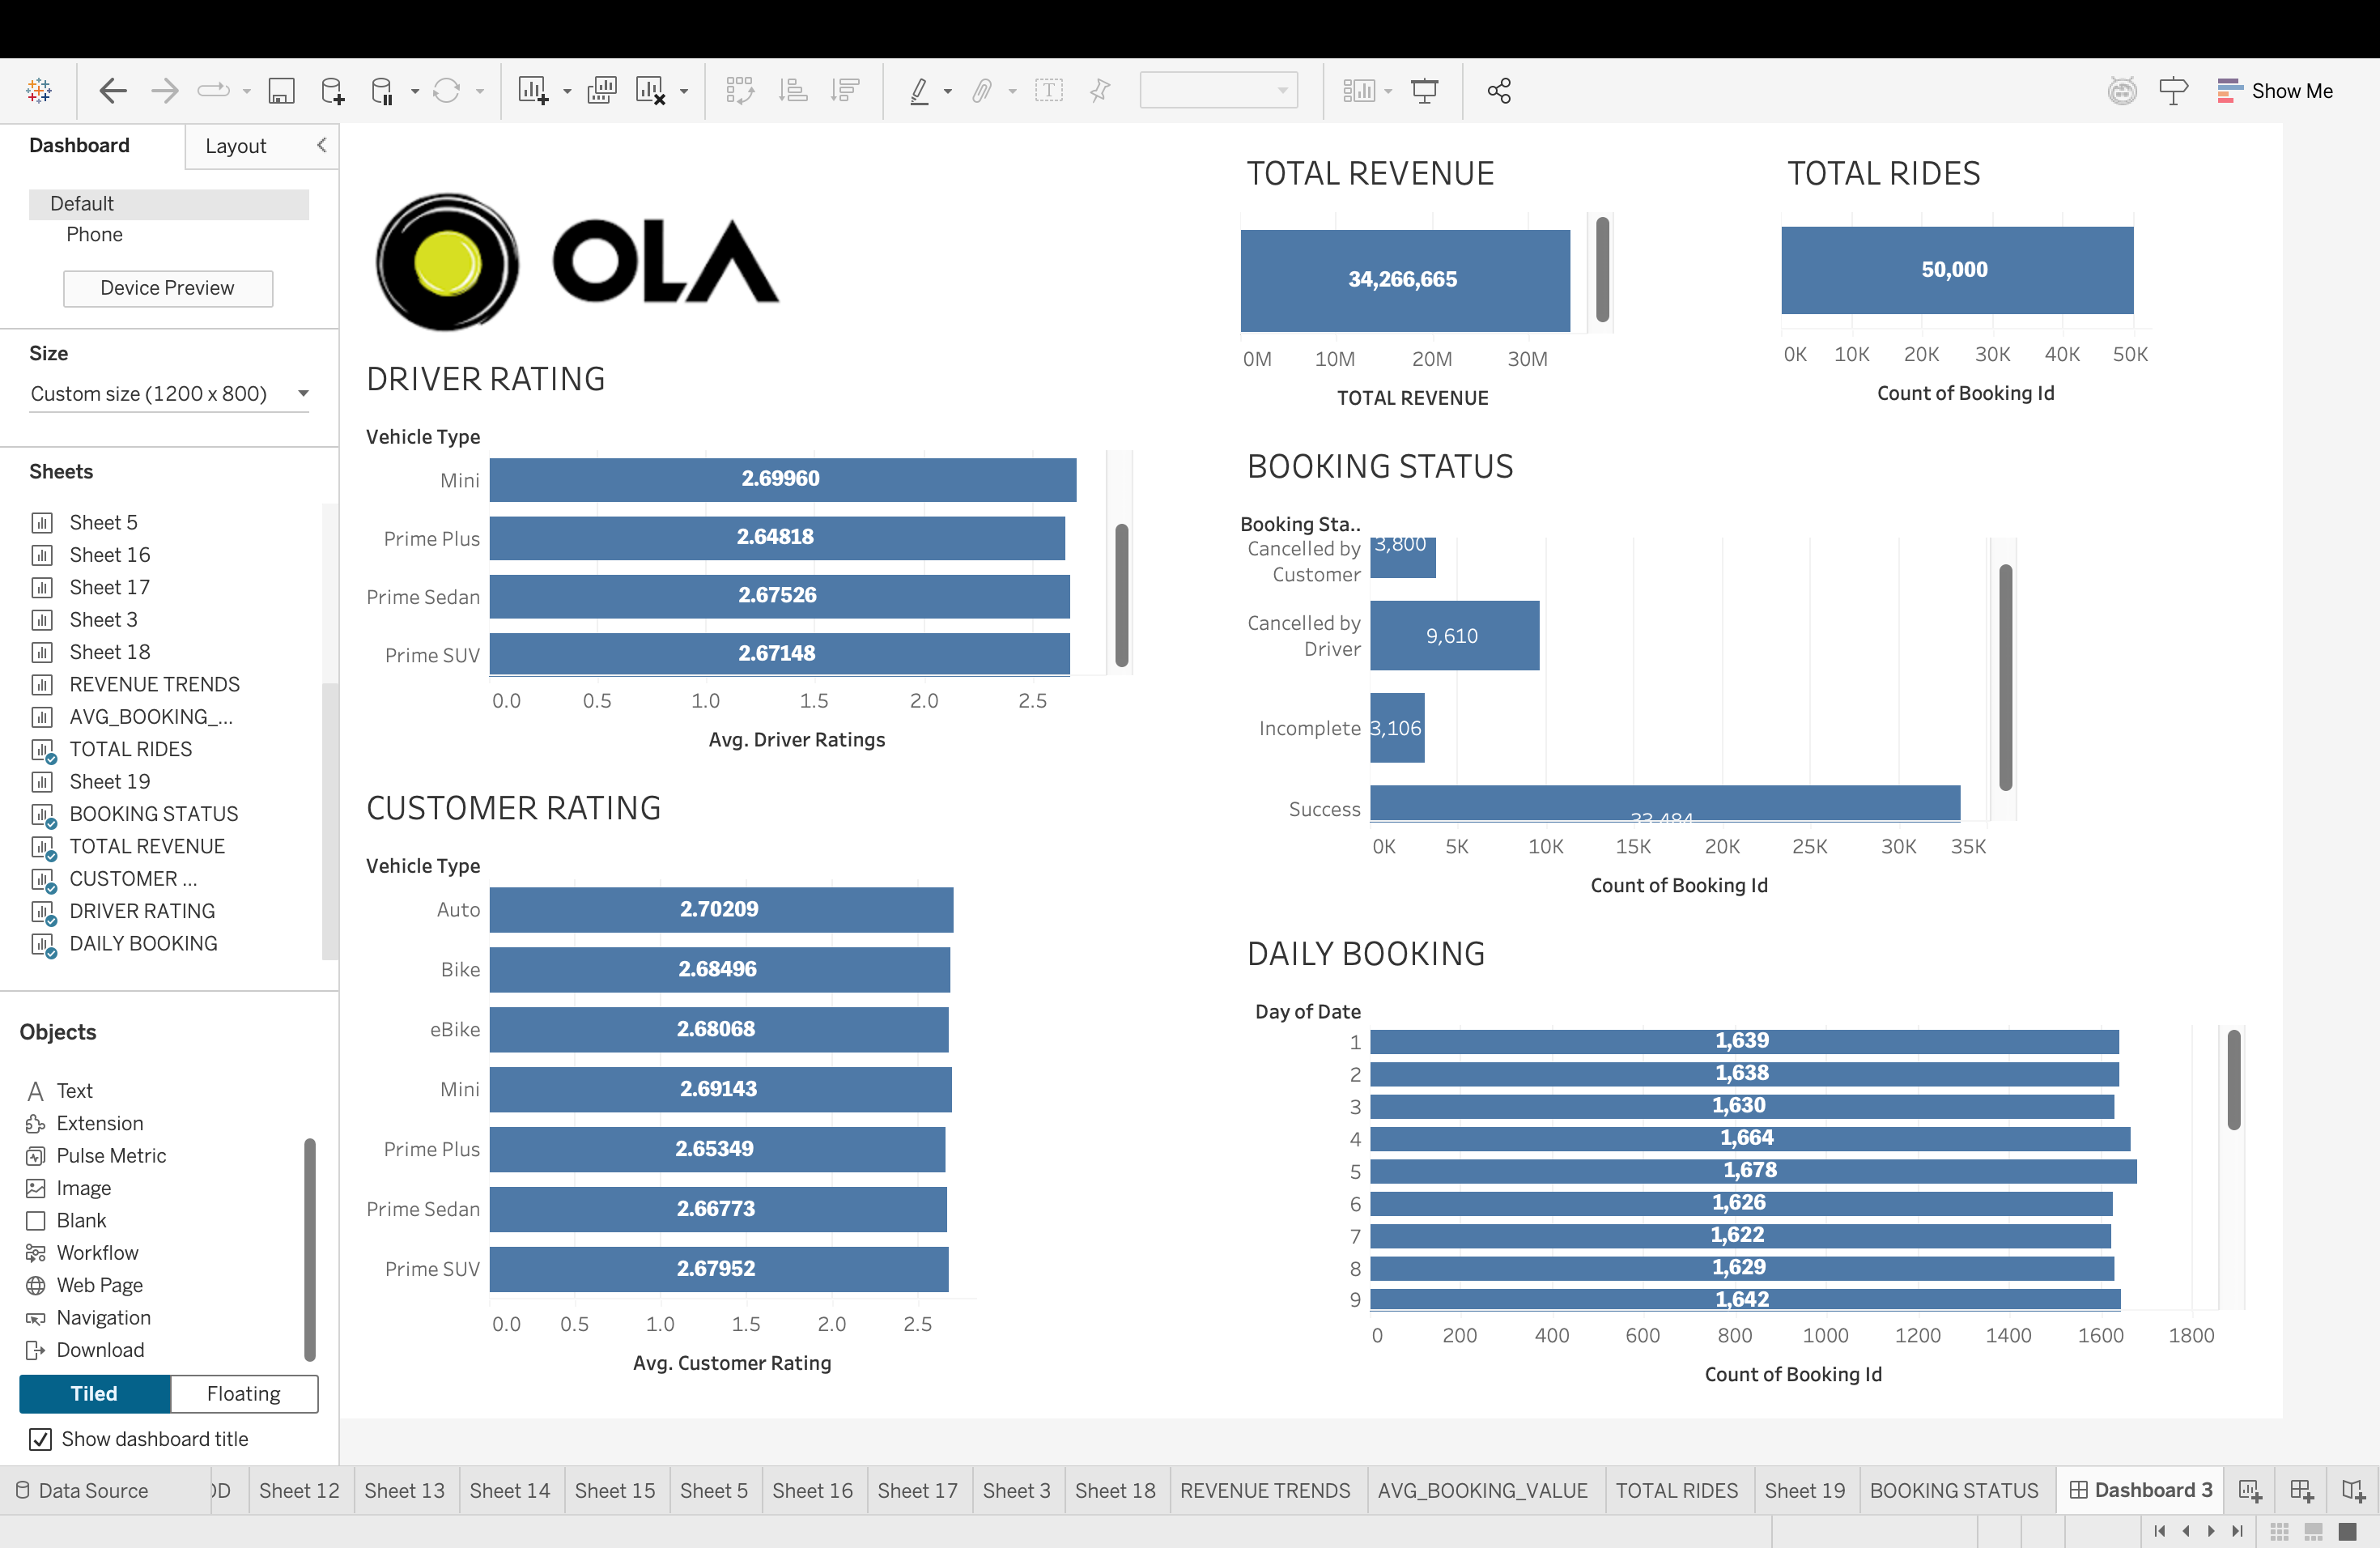 Show Me
Dashboard
Layout
Default
Phone
Device Preview
Size
Custom size (1200 x 800)
Sheets
Sheet 5
Sheet 16
Sheet 17
Sheet 3
Sheet 18
REVENUE TRENDS
AVG_BOOKING_...
TOTAL RIDES
Sheet 19
BOOKING STATUS
TOTAL REVENUE
CUSTOMER ...
DRIVER RATING
DAILY BOOKING
Objects
Text
Extension
Pulse Metric
Image
Blank
Workflow
Web Page
Navigation
Download
Tiled Floating
Show dashboard title
OLA
DRIVER RATING
Vehicle Type
Mini 2.69960
Prime Plus 2.64818
Prime Sedan 2.67526
Prime SUV 2.67148
0.0 0.5 1.0 1.5 2.0 2.5
Avg. Driver Ratings
CUSTOMER RATING
Vehicle Type
Auto 2.70209
Bike 2.68496
eBike 2.68068
Mini 2.69143
Prime Plus 2.65349
Prime Sedan 2.66773
Prime SUV 2.67952
0.0 0.5 1.0 1.5 2.0 2.5
Avg. Customer Rating
TOTAL REVENUE
34,266,665
0M 10M 20M 30M
TOTAL REVENUE
TOTAL RIDES
50,000
0K 10K 20K 30K 40K 50K
Count of Booking Id
BOOKING STATUS
Booking Sta..
Cancelled by
Customer
3,800
Cancelled by
Driver
9,610
Incomplete 3,106
Success 33,484
0K 5K 10K 15K 20K 25K 30K 35K
Count of Booking Id
DAILY BOOKING
Day of Date
1 1,639
2 1,638
3 1,630
4 1,664
5 1,678
6 1,626
7 1,622
8 1,629
9 1,642
0 200 400 600 800 1000 1200 1400 1600 1800
Count of Booking Id
Data Source
Sheet 12
Sheet 13
Sheet 14
Sheet 15
Sheet 5
Sheet 16
Sheet 17
Sheet 3
Sheet 18
REVENUE TRENDS
AVG_BOOKING_VALUE
TOTAL RIDES
Sheet 19
BOOKING STATUS
Dashboard 3